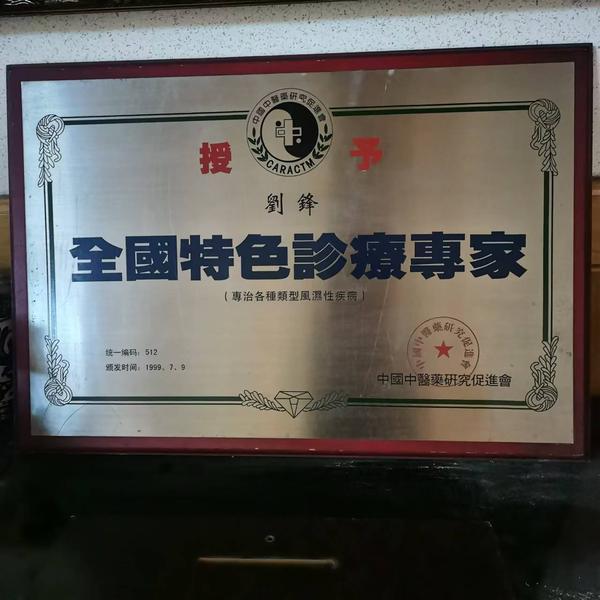 中國中醫藥研究促進會
中
CARACTM
授 予
劉鋒
全國特色診療專家
(專治各種類型風濕性疾病)
统一编码：512
颁发时间：1999.7.9
中國中醫藥研究促進會
中國中醫藥研究促進會